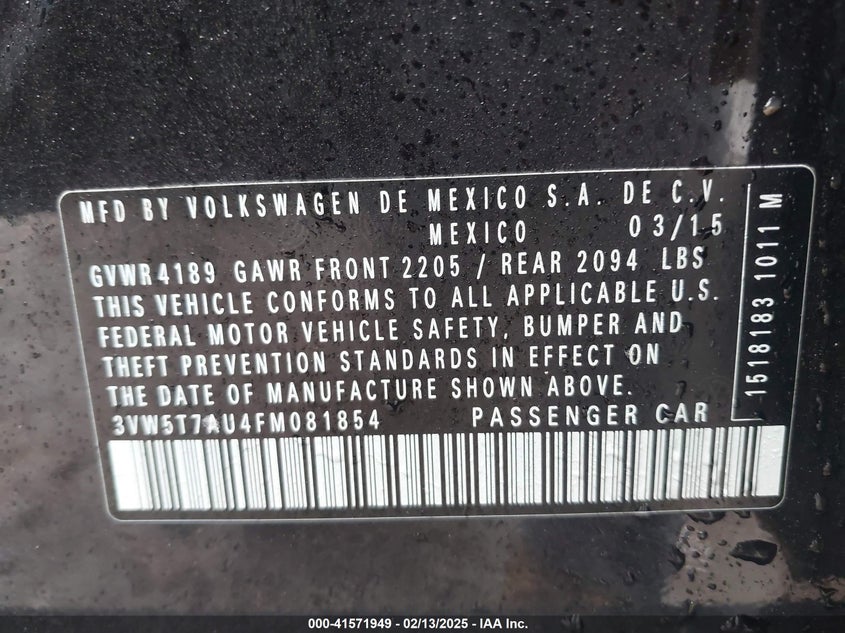 MFD BY VOLKSWAGEN DE MEXICO S.A. DE C.V.
MEXICO 03/15
GVWR4189 GAWR FRONT 2205 / REAR 2094 LBS
THIS VEHICLE CONFORMS TO ALL APPLICABLE U.S.
FEDERAL MOTOR VEHICLE SAFETY, BUMPER AND
THEFT PREVENTION STANDARDS IN EFFECT ON
THE DATE OF MANUFACTURE SHOWN ABOVE.
3VW5T7AU4FM081854 PASSENGER CAR
1518183 1011 M
000-41571949 - 02/13/2025 - IAA Inc.